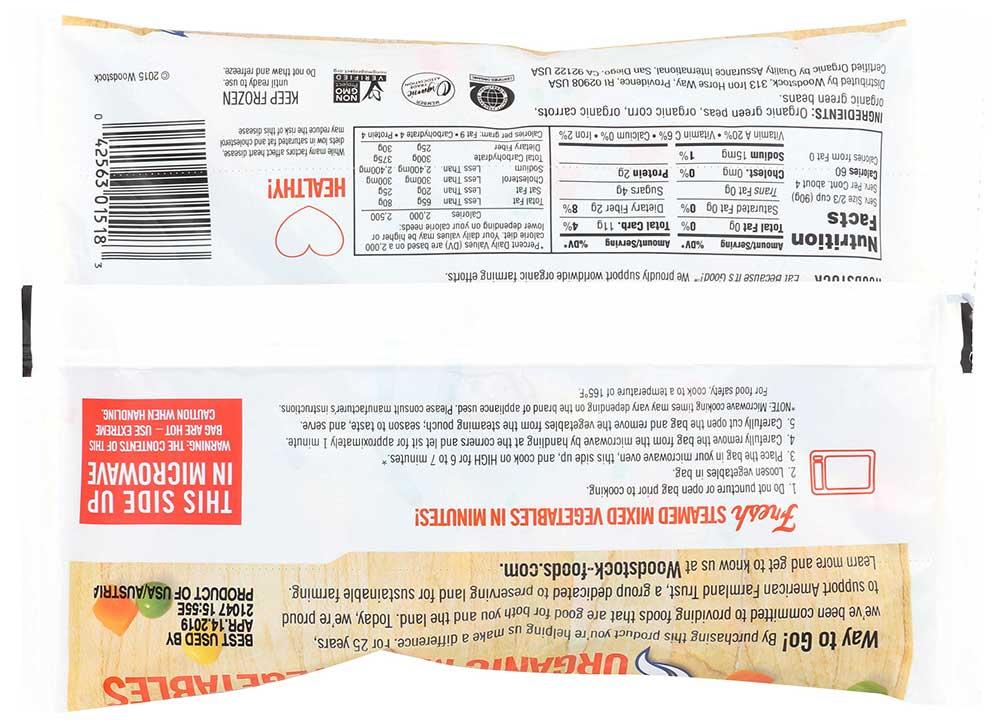 ORGANIC M
EGETABLES
Way to Go! By purchasing this product you're helping us make a difference. For 25 years,
we've been committed to providing foods that are good for both you and the land. Today, we're proud
to support American Farmland Trust, a group dedicated to preserving land for sustainable farming.
Learn more and get to know us at Woodstock-foods.com.
BEST USED BY
APR.14.2019
21047 15:55E
PRODUCT OF USA/AUSTRIA
Fresh STEAMED MIXED VEGETABLES IN MINUTES!
1. Do not puncture or open bag prior to cooking.
2. Loosen vegetables in bag.
3. Place the bag in your microwave oven, this side up, and cook on HIGH for 6 to 7 minutes.*
4. Carefully remove the bag from the microwave by handling at the corners and let sit for approximately 1 minute.
5. Carefully cut open the bag and remove the vegetables from the steaming pouch; season to taste, and serve.
*NOTE: Microwave cooking times may vary depending on the brand of appliance used. Please consult manufacturer's instructions.
For food safety, cook to a temperature of 165°F.
THIS SIDE UP
IN MICROWAVE
WARNING: THE CONTENTS OF THIS
BAG ARE HOT - USE EXTREME
CAUTION WHEN HANDLING.
WOODSTOCK Eat Because It's Good!™ We proudly support worldwide organic farming efforts.
Nutrition
Facts
Serv. Size 2/3 cup (90g)
Serv. Per Cont. about 4
Calories 60
Calories from Fat 0
Amount/Serving %DV*
Total Fat 0g 0%
Saturated Fat 0g 0%
Trans Fat 0g
Cholest. 0mg 0%
Sodium 15mg 1%
Amount/Serving %DV*
Total Carb. 11g 4%
Dietary Fiber 2g 8%
Sugars 4g
Protein 2g
Vitamin A 20% • Vitamin C 6% • Calcium 0% • Iron 2%
*Percent Daily Values (DV) are based on a 2,000
calorie diet. Your daily values may be higher or
lower depending on your calorie needs:
Calories 2,000 2,500
Total Fat Less Than 65g 80g
Sat Fat Less Than 20g 25g
Cholesterol Less Than 300mg 300mg
Sodium Less Than 2,400mg 2,400mg
Total Carbohydrate 300g 375g
Dietary Fiber 25g 30g
Calories per gram: Fat 9 • Carbohydrate 4 • Protein 4
HEALTHY!
While many factors affect heart disease,
diets low in saturated fat and cholesterol
may reduce the risk of this disease
INGREDIENTS: Organic green peas, organic corn, organic carrots,
organic green beans.
Distributed by Woodstock, 313 Iron Horse Way, Providence, RI 02908 USA
Certified Organic by Quality Assurance International, San Diego, CA 92122 USA
CERTIFIED ORGANIC
MEMBER
Organic
TRADE
ASSOCIATION
NON
GMO
Project
VERIFIED
nongmoproject.org
KEEP FROZEN
until ready to use.
Do not thaw and refreeze.
0 42563 01518 3
© 2015 Woodstock